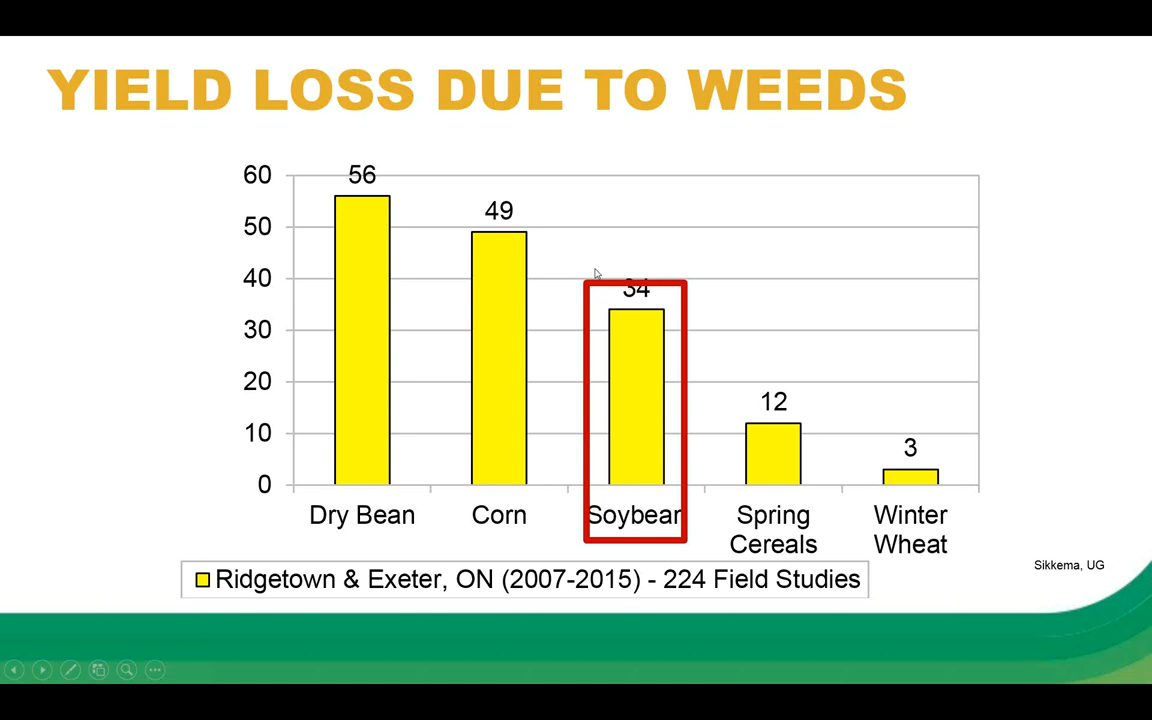 YIELD LOSS DUE TO WEEDS
60
50
40
30
20
10
0
56
49
34
12
3
Dry Bean
Corn
Soybean
Spring
Cereals
Winter
Wheat
Ridgetown & Exeter, ON (2007-2015) - 224 Field Studies
Sikkema, UG